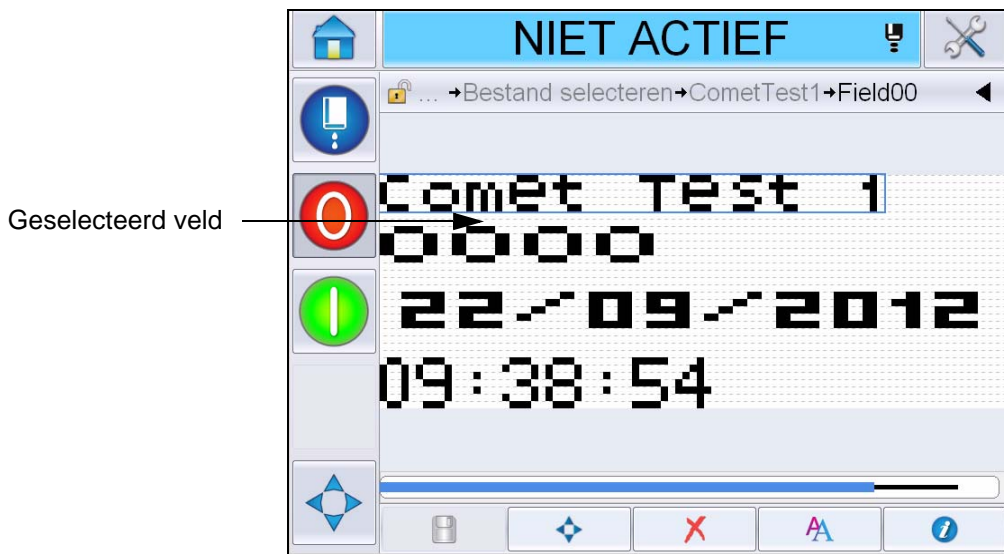 NIET ACTIEF
... →Bestand selecteren→CometTest1→Field00
Geselecteerd veld
Comet Test 1
0000
22/09/2012
09:38:54